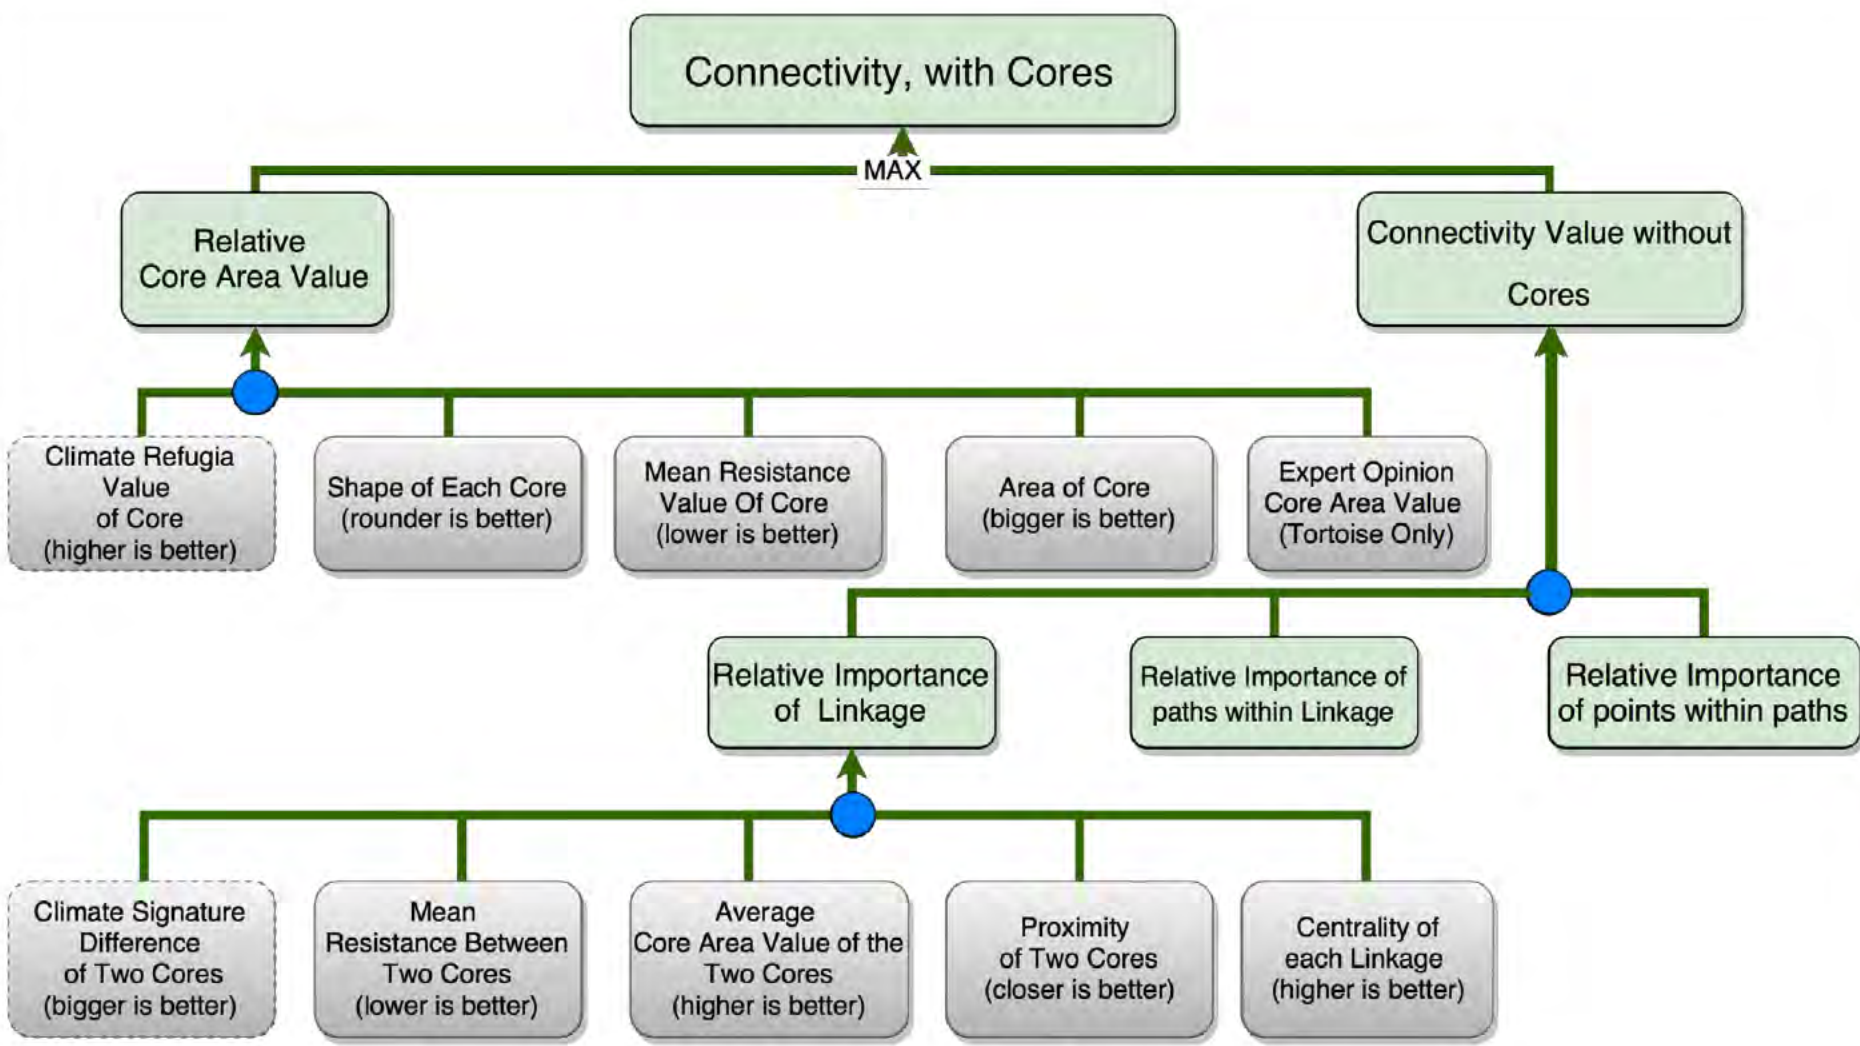 Connectivity, with Cores
MAX
Relative
Core Area Value
Connectivity Value without
Cores
Climate Refugia
Value
of Core
(higher is better)
Shape of Each Core
(rounder is better)
Mean Resistance
Value Of Core
(lower is better)
Area of Core
(bigger is better)
Expert Opinion
Core Area Value
(Tortoise Only)
Relative Importance
of Linkage
Relative Importance of
paths within Linkage
Relative Importance
of points within paths
Climate Signature
Difference
of Two Cores
(bigger is better)
Mean
Resistance Between
Two Cores
(lower is better)
Average
Core Area Value of the
Two Cores
(higher is better)
Proximity
of Two Cores
(closer is better)
Centrality of
each Linkage
(higher is better)